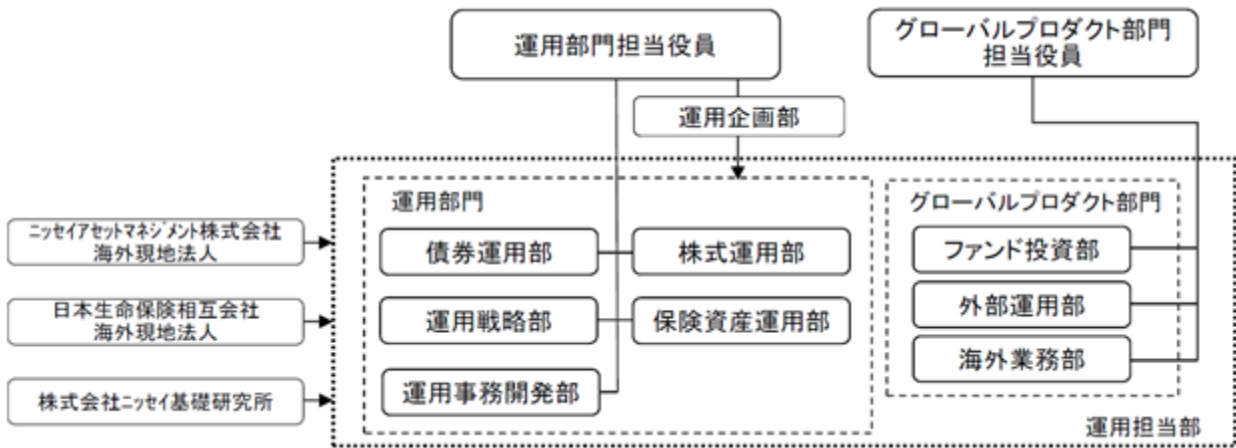 運用部門担当役員
グローバルプロダクト部門
担当役員
運用企画部
運用部門
グローバルプロダクト部門
ニッセイアセットマネジメント株式会社
海外現地法人
債券運用部
株式運用部
ファンド投資部
日本生命保険相互会社
海外現地法人
運用戦略部
保険資産運用部
外部運用部
海外業務部
株式会社ニッセイ基礎研究所
運用事務開発部
運用担当部